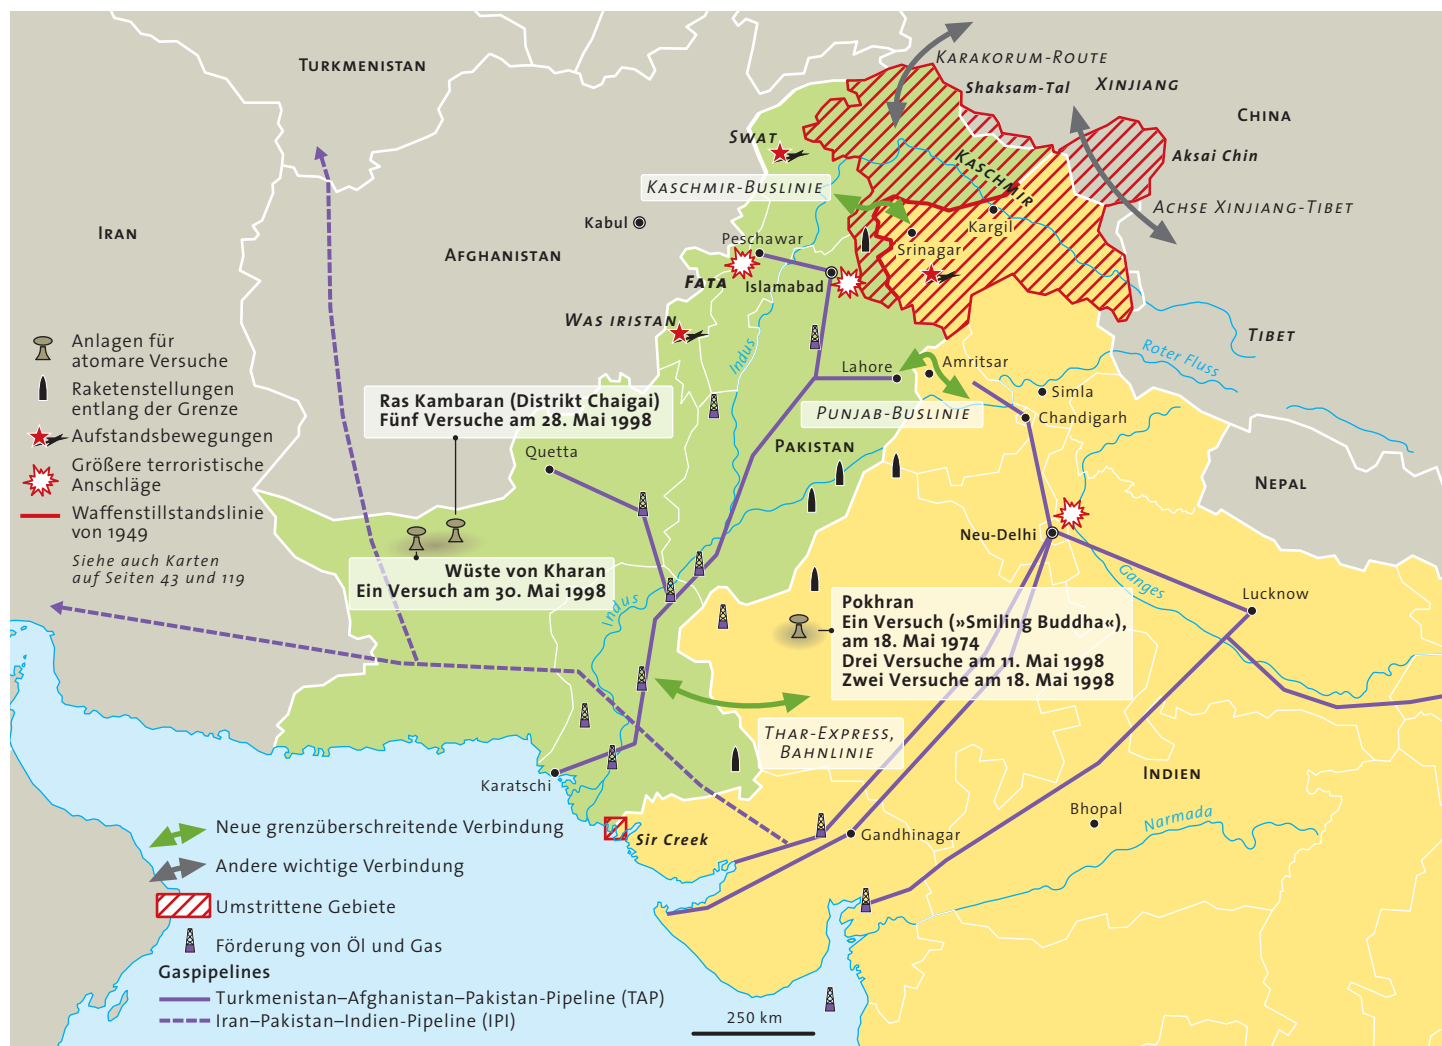 TURKMENISTAN
KARAKORUM-ROUTE
Shaksam-Tal
XINJIANG
CHINA
SWAT
Aksai Chin
KASCHMIR
KASCHMIR-BUSLINIE
ACHSE XINJIANG-TIBET
IRAN
Kabul
Kargil
Peschawar
Srinagar
AFGHANISTAN
FATA
Islamabad
WAS IRISTAN
TIBET
Indus
Roter Fluss
Anlagen für
atomare Versuche
Raketenstellungen
entlang der Grenze
Aufstandsbewegungen
Größere terroristische
Anschläge
Waffenstillstandslinie
von 1949
Siehe auch Karten
auf Seiten 43 und 119
Lahore
Amritsar
Simla
Ras Kambaran (Distrikt Chaigai)
Fünf Versuche am 28. Mai 1998
PUNJAB-BUSLINIE
Chandigarh
Quetta
PAKISTAN
NEPAL
Neu-Delhi
Wüste von Kharan
Ein Versuch am 30. Mai 1998
Indus
Ganges
Lucknow
Pokhran
Ein Versuch (»Smiling Buddha«),
am 18. Mai 1974
Drei Versuche am 11. Mai 1998
Zwei Versuche am 18. Mai 1998
THAR-EXPRESS,
BAHNLINIE
INDIEN
Karatschi
Bhopal
Narmada
Sir Creek
Gandhinagar
Neue grenzüberschreitende Verbindung
Andere wichtige Verbindung
Umstrittene Gebiete
Förderung von Öl und Gas
Gaspipelines
Turkmenistan–Afghanistan–Pakistan-Pipeline (TAP)
Iran–Pakistan–Indien-Pipeline (IPI)
250 km